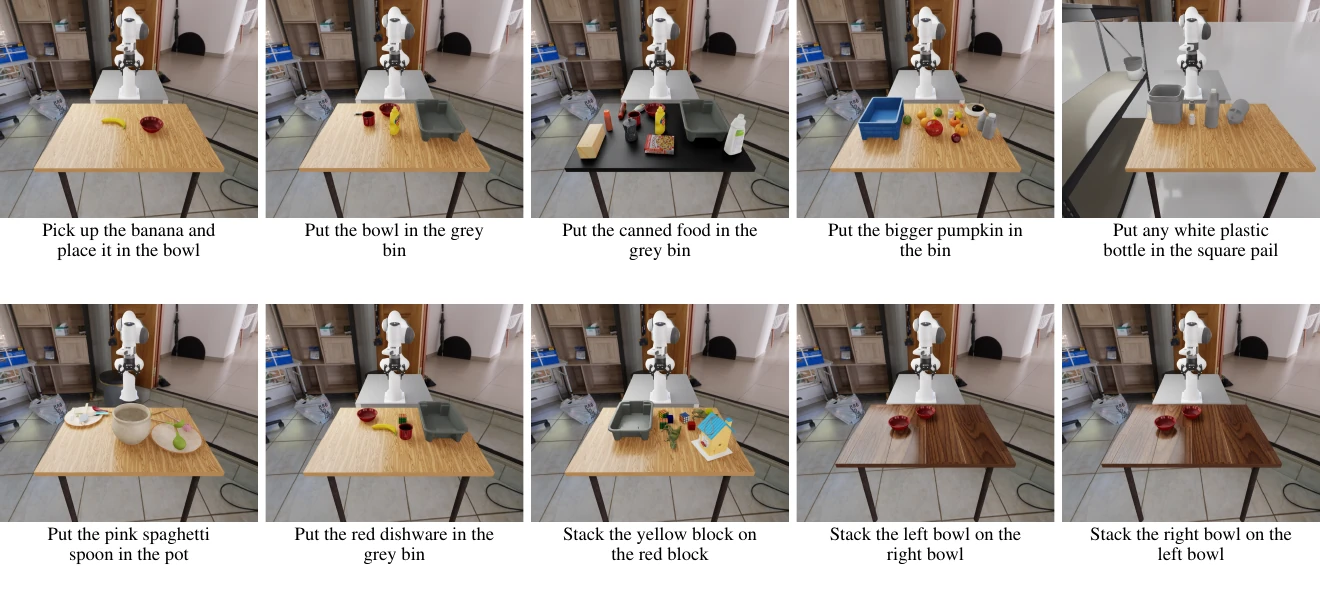 Pick up the banana and
place it in the bowl
Put the bowl in the grey
bin
Put the canned food in the
grey bin
Put the bigger pumpkin in
the bin
Put any white plastic
bottle in the square pail
Put the pink spaghetti
spoon in the pot
Put the red dishware in the
grey bin
Stack the yellow block on
the red block
Stack the left bowl on the
right bowl
Stack the right bowl on the
left bowl